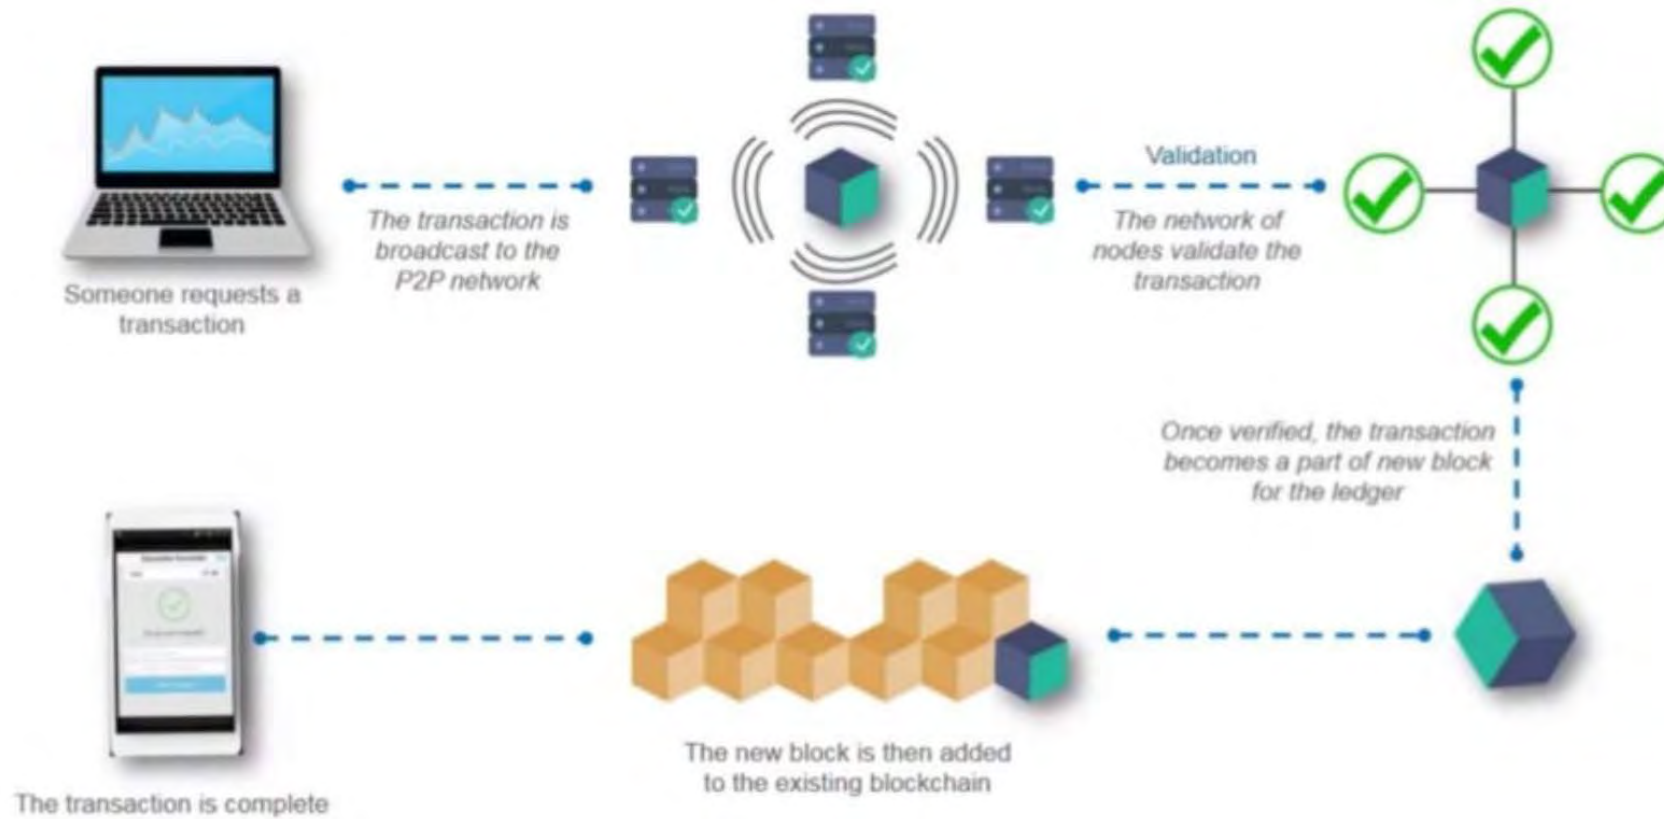 Someone requests a
transaction
The transaction is
broadcast to the
P2P network
Validation
The network of
nodes validate the
transaction
Once verified, the transaction
becomes a part of new block
for the ledger
The new block is then added
to the existing blockchain
The transaction is complete